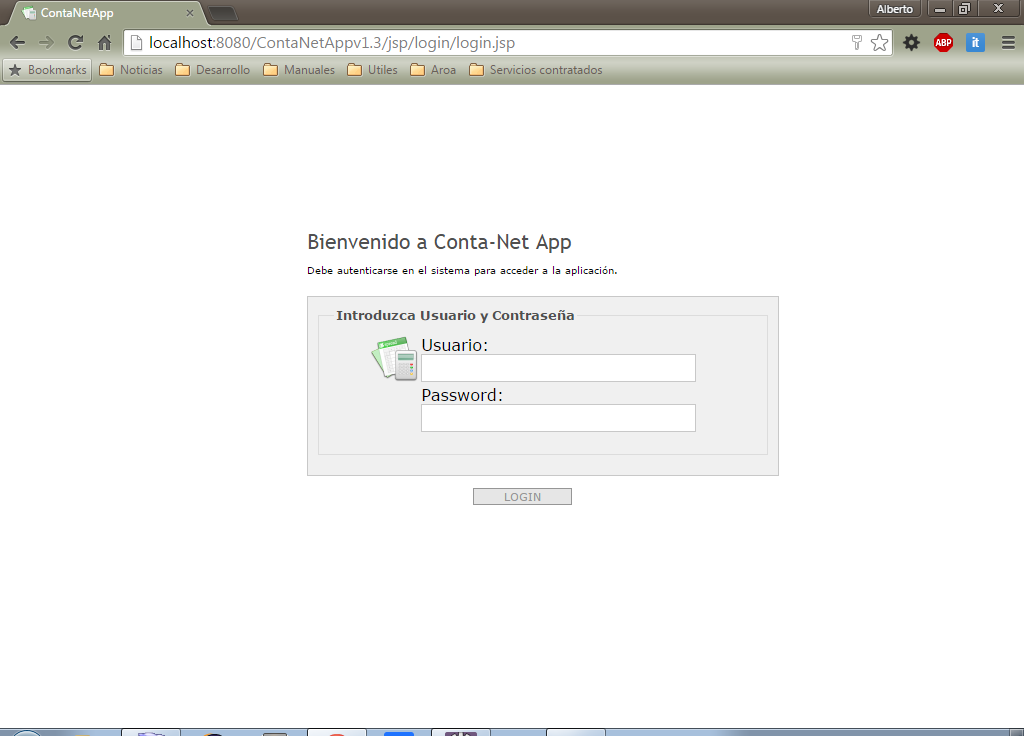 ContaNetApp
Alberto
localhost:8080/ContaNetAppv1.3/jsp/login/login.jsp
ABP
it
Bookmarks Noticias Desarrollo Manuales Utiles Aroa Servicios contratados
Bienvenido a Conta-Net App
Debe autenticarse en el sistema para acceder a la aplicación.
Introduzca Usuario y Contraseña
Usuario:
Password:
LOGIN